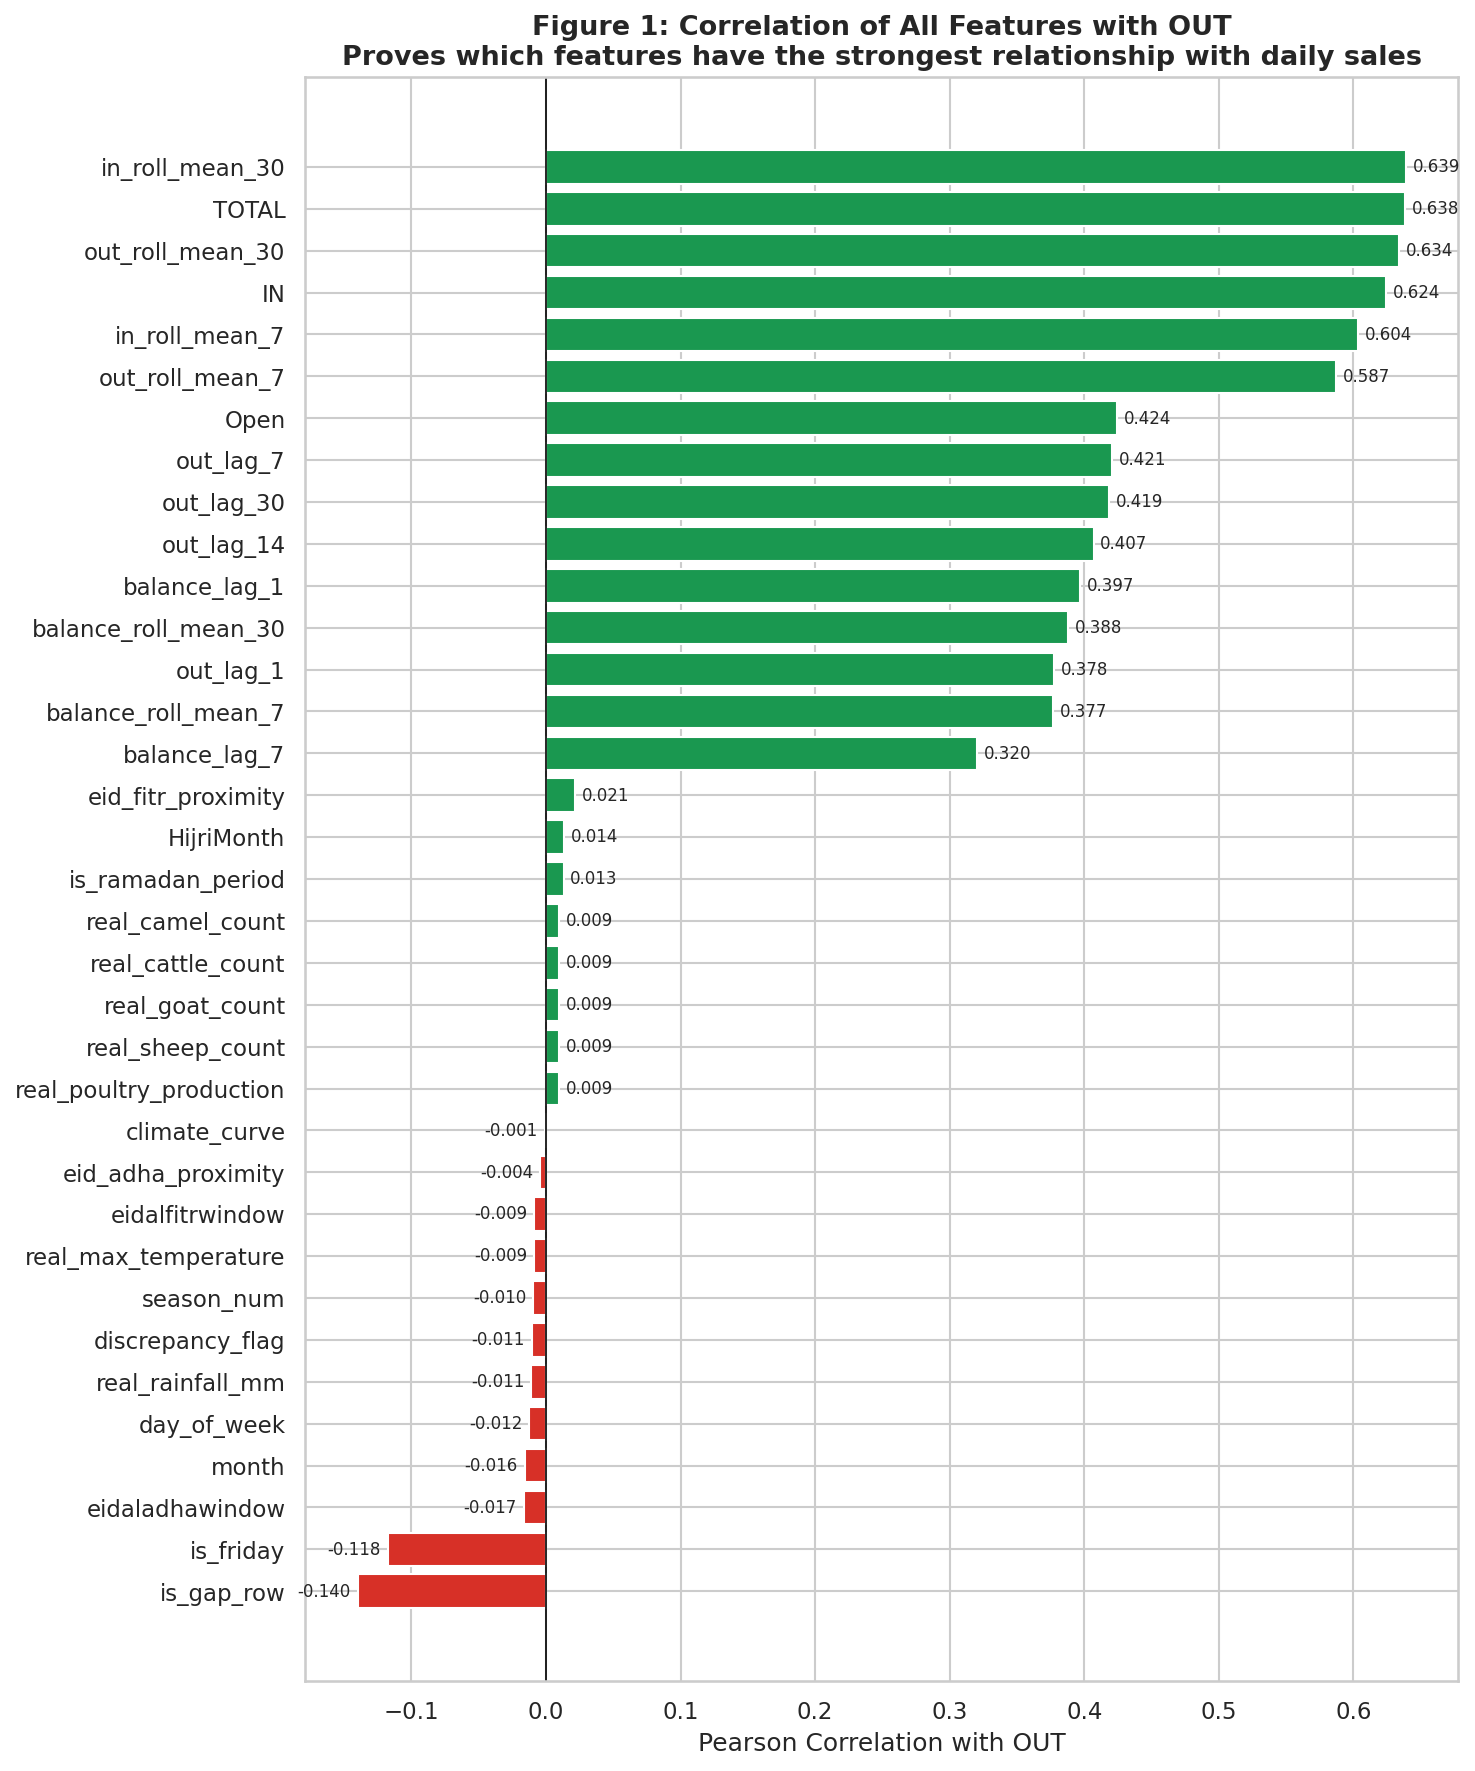 Figure 1: Correlation of All Features with OUT
Proves which features have the strongest relationship with daily sales
in_roll_mean_30 0.639
TOTAL 0.638
out_roll_mean_30 0.634
IN 0.624
in_roll_mean_7 0.604
out_roll_mean_7 0.587
Open 0.424
out_lag_7 0.421
out_lag_30 0.419
out_lag_14 0.407
balance_lag_1 0.397
balance_roll_mean_30 0.388
out_lag_1 0.378
balance_roll_mean_7 0.377
balance_lag_7 0.320
eid_fitr_proximity 0.021
HijriMonth 0.014
is_ramadan_period 0.013
real_camel_count 0.009
real_cattle_count 0.009
real_goat_count 0.009
real_sheep_count 0.009
real_poultry_production 0.009
climate_curve -0.001
eid_adha_proximity -0.004
eidalfitrwindow -0.009
real_max_temperature -0.009
season_num -0.010
discrepancy_flag -0.011
real_rainfall_mm -0.011
day_of_week -0.012
month -0.016
eidaladhawindow -0.017
is_friday -0.118
is_gap_row -0.140
−0.1 0.0 0.1 0.2 0.3 0.4 0.5 0.6
Pearson Correlation with OUT